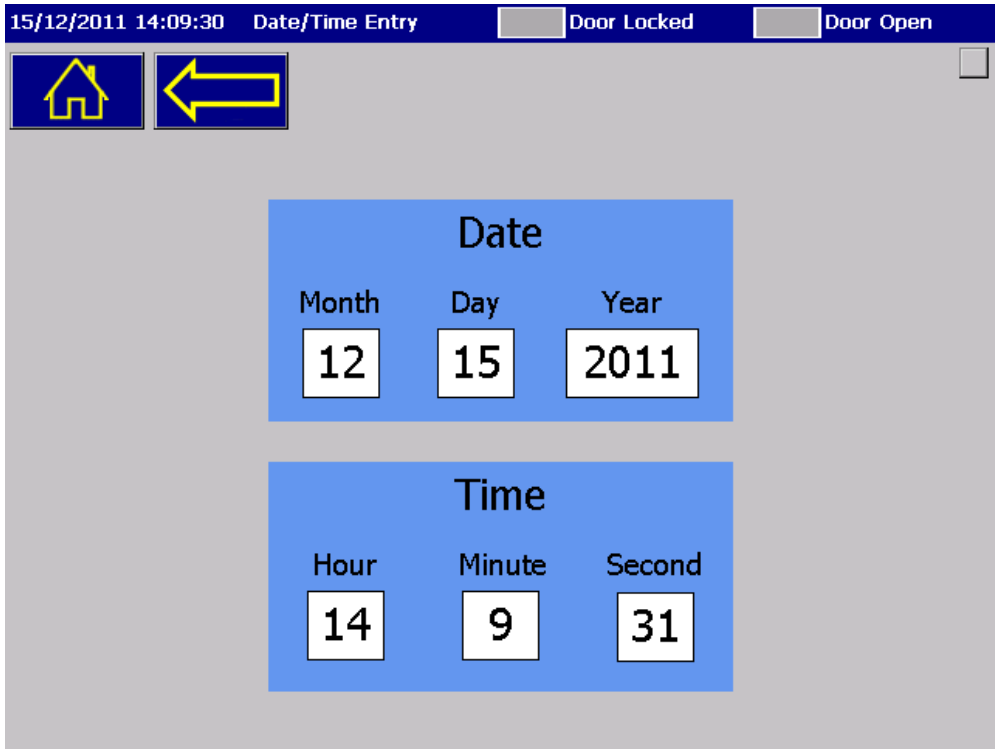 15/12/2011 14:09:30 Date/Time Entry Door Locked Door Open
Date
Month Day Year
12 15 2011
Time
Hour Minute Second
14 9 31